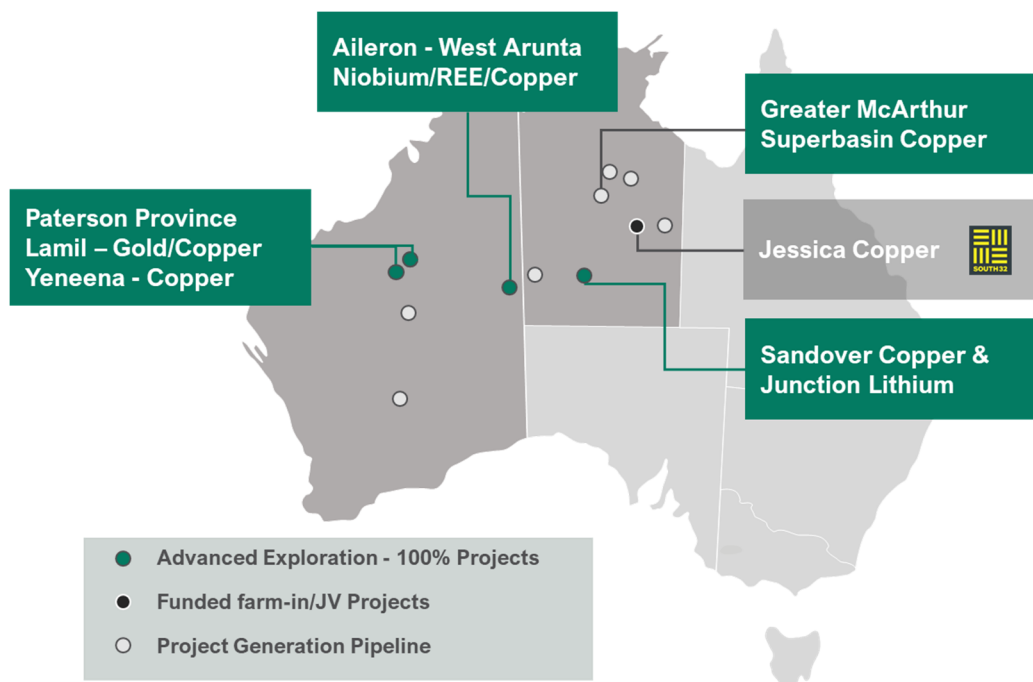 Aileron - West Arunta
Niobium/REE/Copper
Greater McArthur
Superbasin Copper
Paterson Province
Lamil – Gold/Copper
Yeneena - Copper
Jessica Copper
SOUTH32
Sandover Copper &
Junction Lithium
Advanced Exploration - 100% Projects
Funded farm-in/JV Projects
Project Generation Pipeline